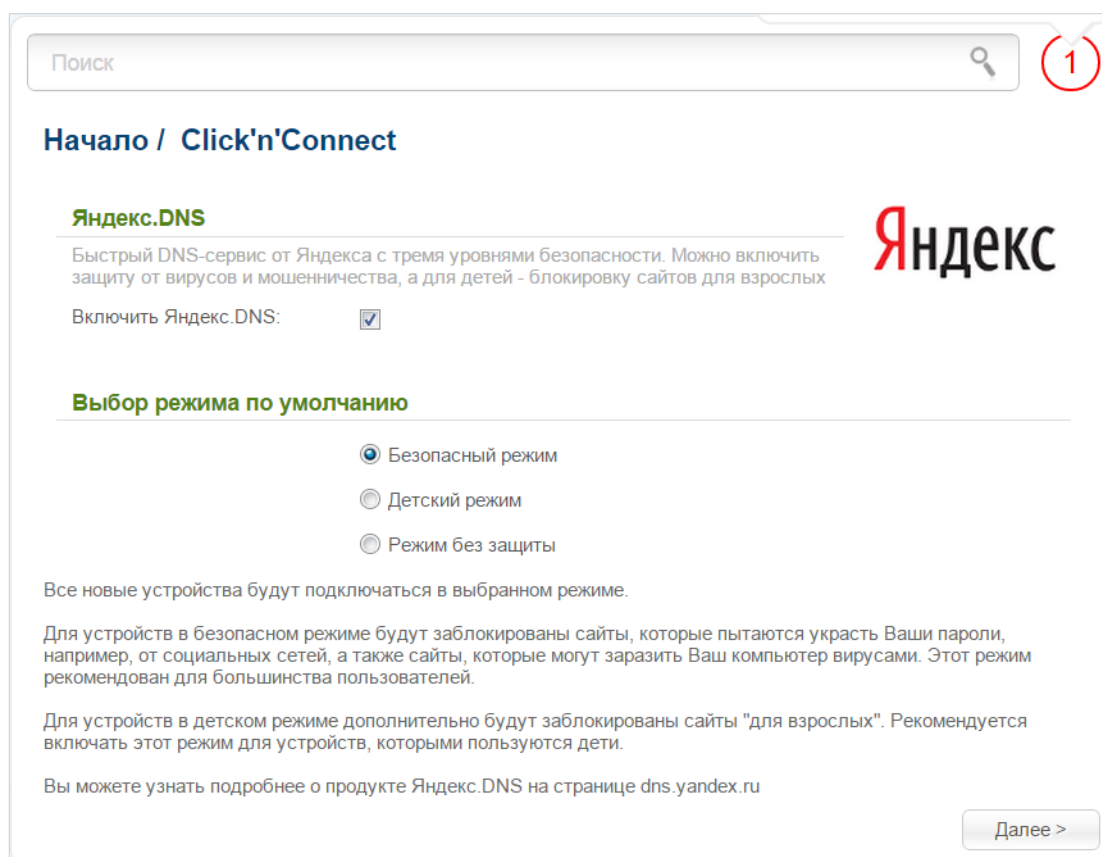 Поиск
1
Начало / Click'n'Connect
Яндекс.DNS
Яндекс
Быстрый DNS-сервис от Яндекса с тремя уровнями безопасности. Можно включить
защиту от вирусов и мошенничества, а для детей - блокировку сайтов для взрослых
Включить Яндекс.DNS:
Выбор режима по умолчанию
Безопасный режим
Детский режим
Режим без защиты
Все новые устройства будут подключаться в выбранном режиме.
Для устройств в безопасном режиме будут заблокированы сайты, которые пытаются украсть Ваши пароли,
например, от социальных сетей, а также сайты, которые могут заразить Ваш компьютер вирусами. Этот режим
рекомендован для большинства пользователей.
Для устройств в детском режиме дополнительно будут заблокированы сайты "для взрослых". Рекомендуется
включать этот режим для устройств, которыми пользуются дети.
Вы можете узнать подробнее о продукте Яндекс.DNS на странице dns.yandex.ru
Далее >